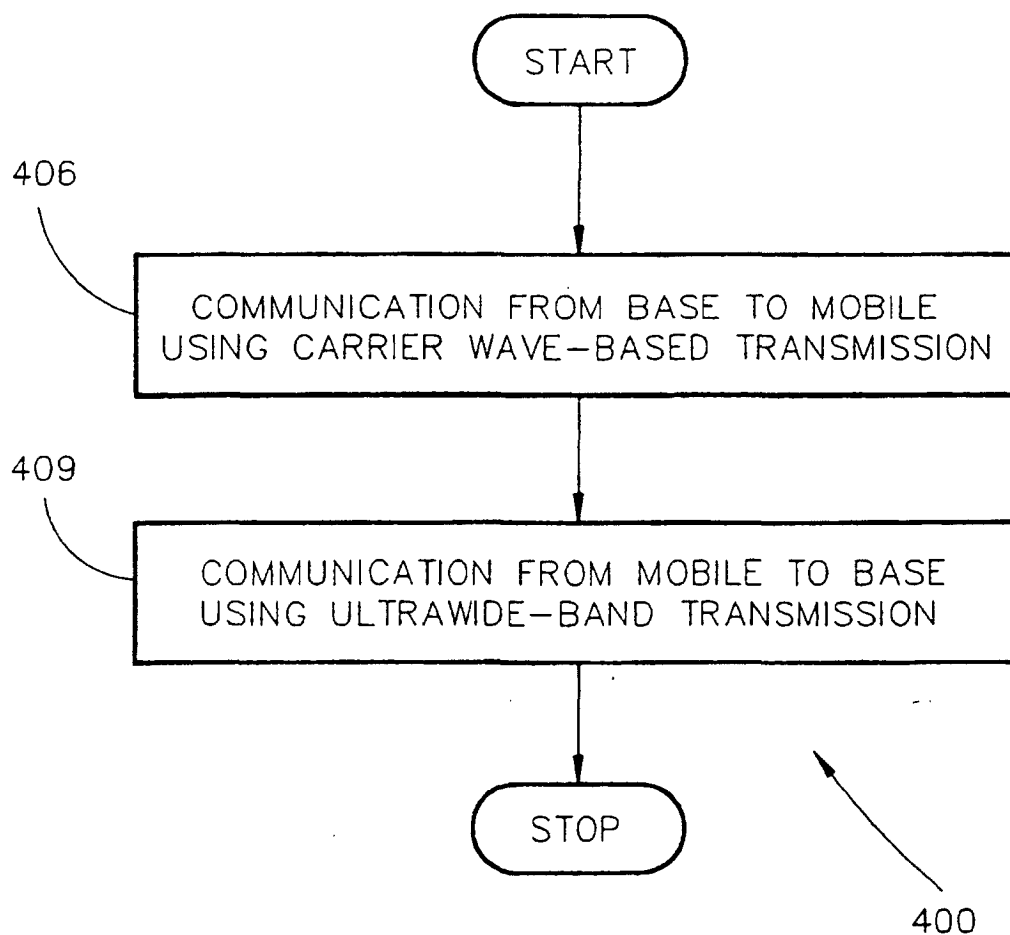 START
406
COMMUNICATION FROM BASE TO MOBILE
USING CARRIER WAVE-BASED TRANSMISSION
409
COMMUNICATION FROM MOBILE TO BASE
USING ULTRAWIDE-BAND TRANSMISSION
STOP
400